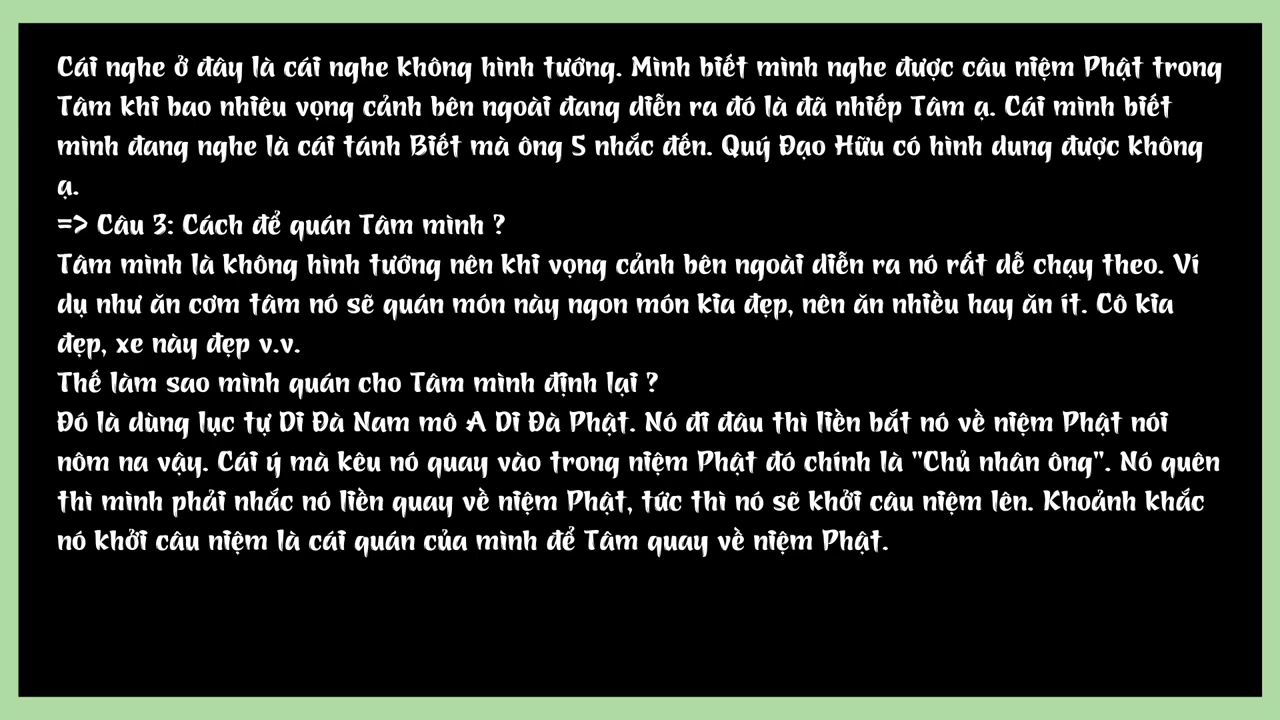 Cái nghe ở đây là cái nghe không hình tướng. Mình biết mình nghe được câu niệm Phật trong
Tâm khi bao nhiêu vọng cảnh bên ngoài đang diễn ra đó là đã nhiếp Tâm ạ. Cái mình biết
mình đang nghe là cái tánh Biết mà ông 5 nhắc đến. Quý Đạo Hữu có hình dung được không
ạ.
=> Câu 3: Cách để quán Tâm mình ?
Tâm mình là không hình tướng nên khi vọng cảnh bên ngoài diễn ra nó rất dễ chạy theo. Ví
dụ như ăn cơm tâm nó sẽ quán món này ngon món kia đẹp, nên ăn nhiều hay ăn ít. Cô kia
đẹp, xe này đẹp v.v.
Thế làm sao mình quán cho Tâm mình định lại ?
Đó là dùng lục tự Di Đà Nam mô A Di Đà Phật. Nó đi đâu thì liền bắt nó về niệm Phật nói
nôm na vậy. Cái ý mà kêu nó quay vào trong niệm Phật đó chính là "Chủ nhân ông". Nó quên
thì mình phải nhắc nó liền quay về niệm Phật, tức thì nó sẽ khởi câu niệm lên. Khoảnh khắc
nó khởi câu niệm là cái quán của mình để Tâm quay về niệm Phật.